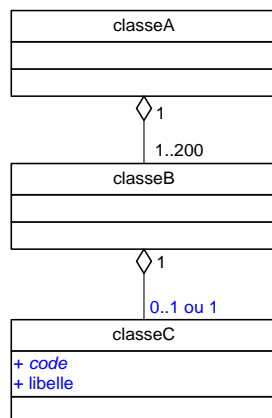 classeA
1
1..200
classeB
1
0..1 ou 1
classeC
+ code
+ libelle